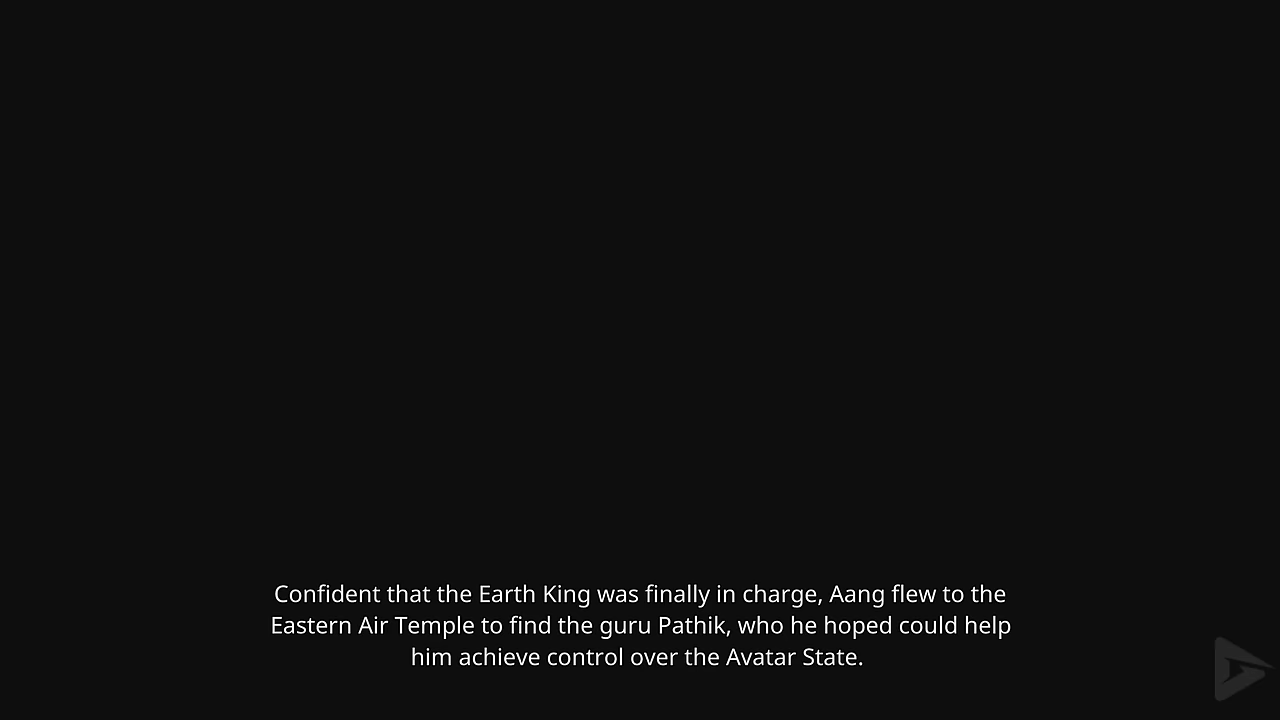 Confident that the Earth King was finally in charge, Aang flew to the
Eastern Air Temple to find the guru Pathik, who he hoped could help
him achieve control over the Avatar State.